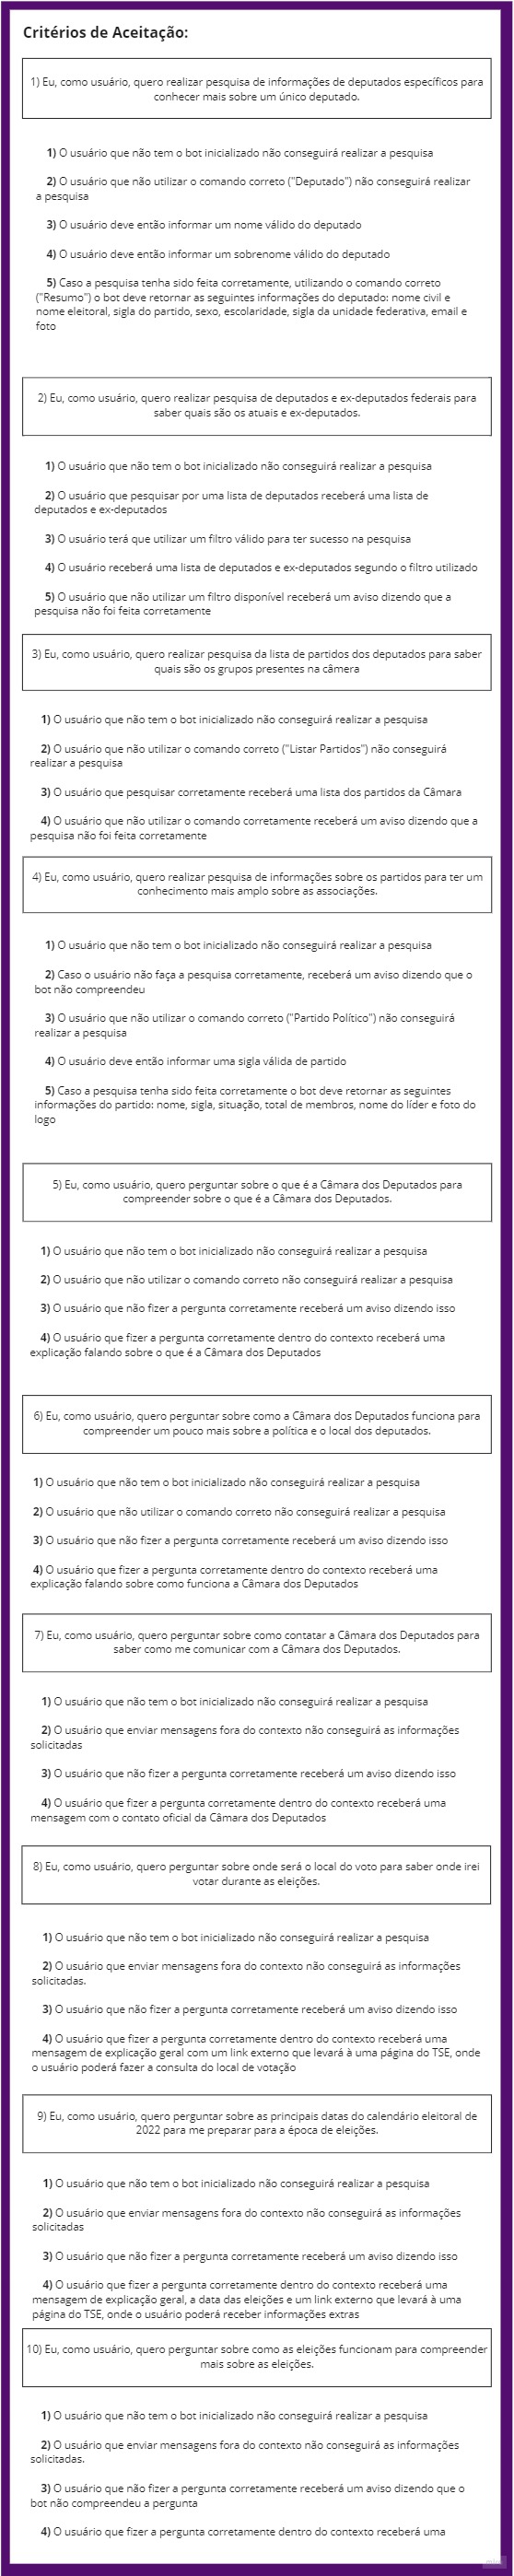 Critérios de Aceitação:
1) Eu, como usuário, quero realizar pesquisa de informações de deputados específicos para
conhecer mais sobre um único deputado.
1) O usuário que não tem o bot inicializado não conseguirá realizar a pesquisa
2) O usuário que não utilizar o comando correto ("Deputado") não conseguirá realizar
a pesquisa
3) O usuário deve então informar um nome válido do deputado
4) O usuário deve então informar um sobrenome válido do deputado
5) Caso a pesquisa tenha sido feita corretamente, utilizando o comando correto
("Resumo") o bot deve retornar as seguintes informações do deputado: nome civil e
nome eleitoral, sigla do partido, sexo, escolaridade, sigla da unidade federativa, email e
foto
2) Eu, como usuário, quero realizar pesquisa de deputados e ex-deputados federais para
saber quais são os atuais e ex-deputados.
1) O usuário que não tem o bot inicializado não conseguirá realizar a pesquisa
2) O usuário que pesquisar por uma lista de deputados receberá uma lista de
deputados e ex-deputados
3) O usuário terá que utilizar um filtro válido para ter sucesso na pesquisa
4) O usuário receberá uma lista de deputados e ex-deputados segundo o filtro utilizado
5) O usuário que não utilizar um filtro disponível receberá um aviso dizendo que a
pesquisa não foi feita corretamente
3) Eu, como usuário, quero realizar pesquisa da lista de partidos dos deputados para saber
quais são os grupos presentes na câmera
1) O usuário que não tem o bot inicializado não conseguirá realizar a pesquisa
2) O usuário que não utilizar o comando correto ("Listar Partidos") não conseguirá
realizar a pesquisa
3) O usuário que pesquisar corretamente receberá uma lista dos partidos da Câmara
4) O usuário que não utilizar o comando corretamente receberá um aviso dizendo que a
pesquisa não foi feita corretamente
4) Eu, como usuário, quero realizar pesquisa de informações sobre os partidos para ter um
conhecimento mais amplo sobre as associações.
1) O usuário que não tem o bot inicializado não conseguirá realizar a pesquisa
2) Caso o usuário não faça a pesquisa corretamente, receberá um aviso dizendo que o
bot não compreendeu
3) O usuário que não utilizar o comando correto ("Partido Político") não conseguirá
realizar a pesquisa
4) O usuário deve então informar uma sigla válida de partido
5) Caso a pesquisa tenha sido feita corretamente o bot deve retornar as seguintes
informações do partido: nome, sigla, situação, total de membros, nome do líder e foto do
logo
5) Eu, como usuário, quero perguntar sobre o que é a Câmara dos Deputados para
compreender sobre o que é a Câmara dos Deputados.
1) O usuário que não tem o bot inicializado não conseguirá realizar a pesquisa
2) O usuário que não utilizar o comando correto não conseguirá realizar a pesquisa
3) O usuário que não fizer a pergunta corretamente receberá um aviso dizendo isso
4) O usuário que fizer a pergunta corretamente dentro do contexto receberá uma
explicação falando sobre o que é a Câmara dos Deputados
6) Eu, como usuário, quero perguntar sobre como a Câmara dos Deputados funciona para
compreender um pouco mais sobre a política e o local dos deputados.
1) O usuário que não tem o bot inicializado não conseguirá realizar a pesquisa
2) O usuário que não utilizar o comando correto não conseguirá realizar a pesquisa
3) O usuário que não fizer a pergunta corretamente receberá um aviso dizendo isso
4) O usuário que fizer a pergunta corretamente dentro do contexto receberá uma
explicação falando sobre como funciona a Câmara dos Deputados
7) Eu, como usuário, quero perguntar sobre como contatar a Câmara dos Deputados para
saber como me comunicar com a Câmara dos Deputados.
1) O usuário que não tem o bot inicializado não conseguirá realizar a pesquisa
2) O usuário que enviar mensagens fora do contexto não conseguirá as informações
solicitadas
3) O usuário que não fizer a pergunta corretamente receberá um aviso dizendo isso
4) O usuário que fizer a pergunta corretamente dentro do contexto receberá uma
mensagem com o contato oficial da Câmara dos Deputados
8) Eu, como usuário, quero perguntar sobre onde será o local do voto para saber onde irei
votar durante as eleições.
1) O usuário que não tem o bot inicializado não conseguirá realizar a pesquisa
2) O usuário que enviar mensagens fora do contexto não conseguirá as informações
solicitadas.
3) O usuário que não fizer a pergunta corretamente receberá um aviso dizendo isso
4) O usuário que fizer a pergunta corretamente dentro do contexto receberá uma
mensagem de explicação geral com um link externo que levará à uma página do TSE, onde
o usuário poderá fazer a consulta do local de votação
9) Eu, como usuário, quero perguntar sobre as principais datas do calendário eleitoral de
2022 para me preparar para a época de eleições.
1) O usuário que não tem o bot inicializado não conseguirá realizar a pesquisa
2) O usuário que enviar mensagens fora do contexto não conseguirá as informações
solicitadas
3) O usuário que não fizer a pergunta corretamente receberá um aviso dizendo isso
4) O usuário que fizer a pergunta corretamente dentro do contexto receberá uma
mensagem de explicação geral, a data das eleições e um link externo que levará à uma
página do TSE, onde o usuário poderá receber informações extras
10) Eu, como usuário, quero perguntar sobre como as eleições funcionam para compreender
mais sobre as eleições.
1) O usuário que não tem o bot inicializado não conseguirá realizar a pesquisa
2) O usuário que enviar mensagens fora do contexto não conseguirá as informações
solicitadas.
3) O usuário que não fizer a pergunta corretamente receberá um aviso dizendo que o
bot não compreendeu a pergunta
4) O usuário que fizer a pergunta corretamente dentro do contexto receberá uma